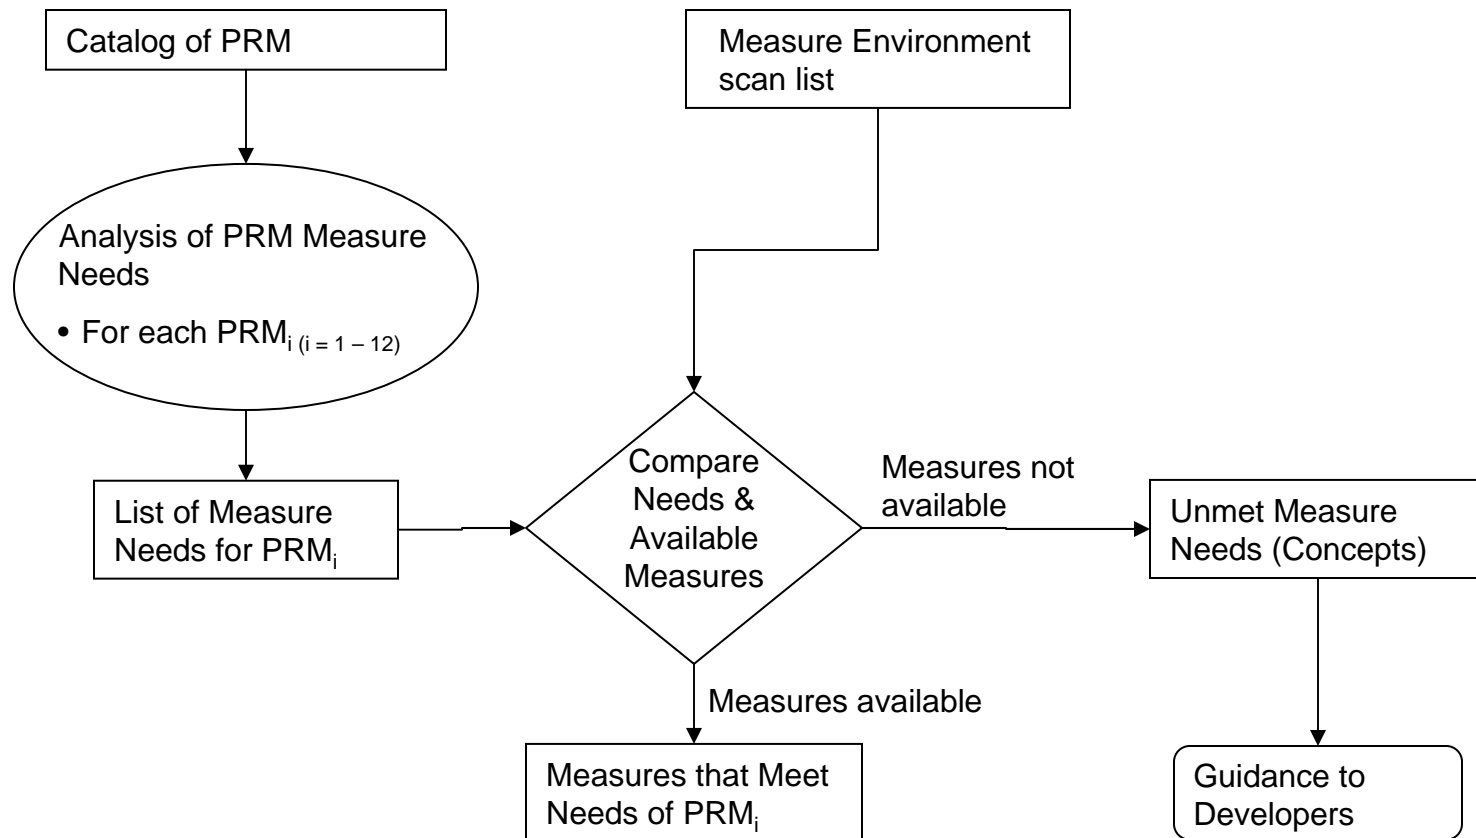 Catalog of PRM
Measure Environment
scan list
Analysis of PRM Measure
Needs
• For each PRMi (i = 1 – 12)
List of Measure
Needs for PRMi
Compare
Needs &
Available
Measures
Measures not
available
Unmet Measure
Needs (Concepts)
Measures available
Measures that Meet
Needs of PRMi
Guidance to
Developers